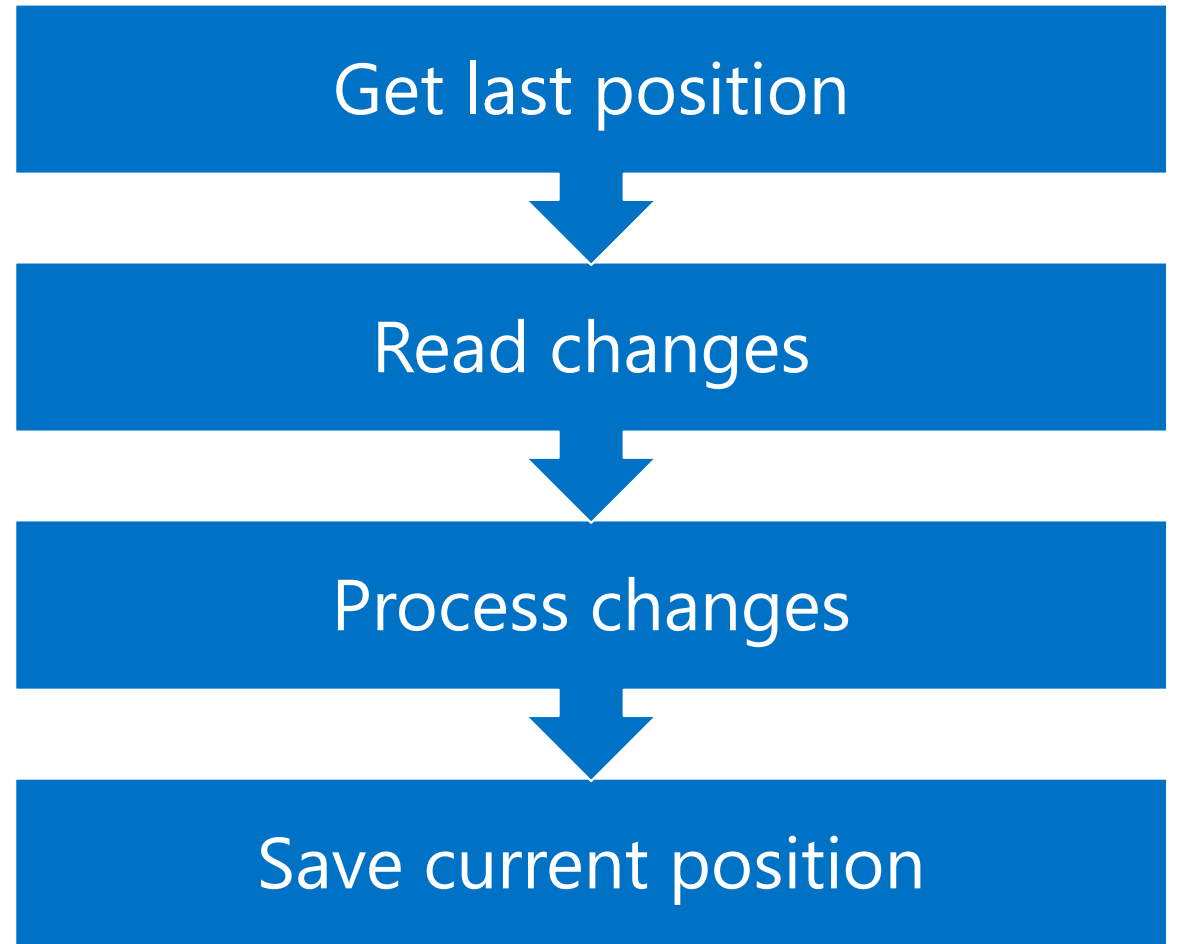 Get last position
Read changes
Process changes
Save current position